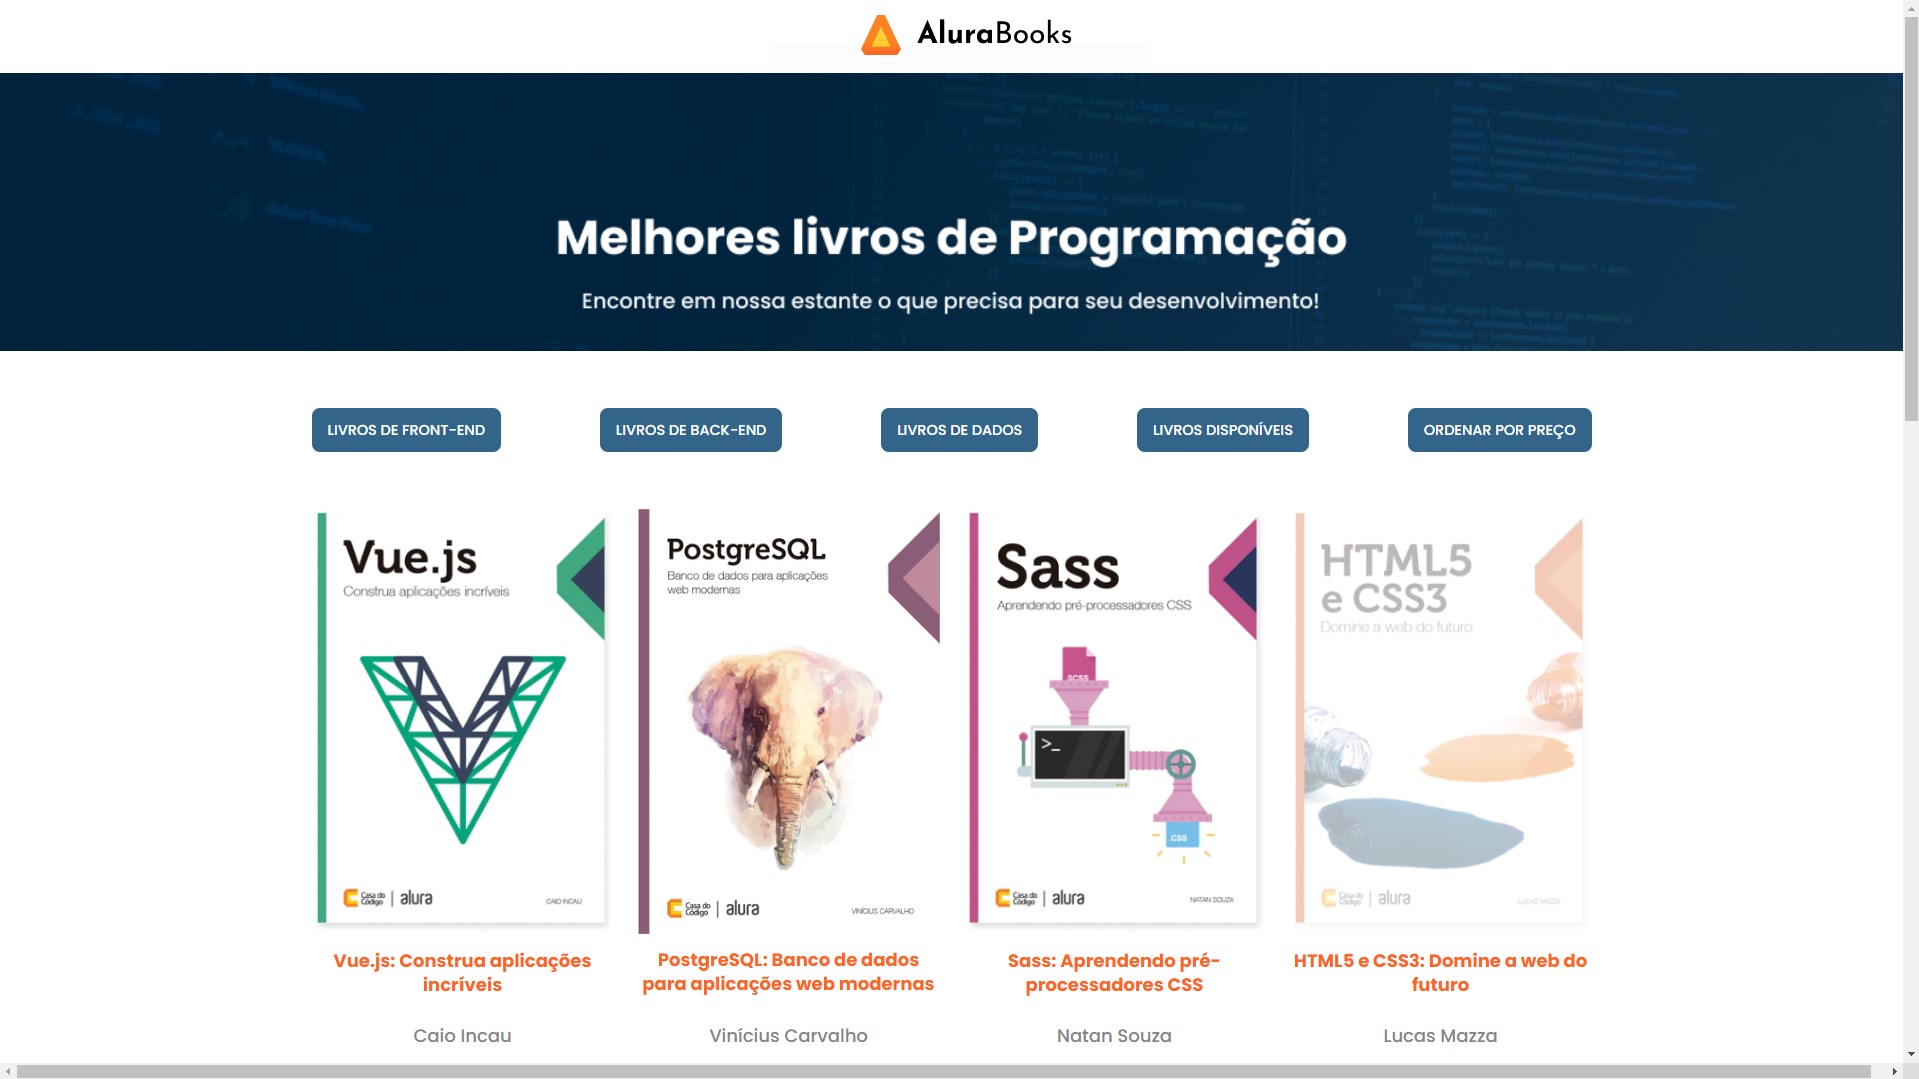 AluraBooks
Melhores livros de Programação
Encontre em nossa estante o que precisa para seu desenvolvimento!
LIVROS DE FRONT-END
LIVROS DE BACK-END
LIVROS DE DADOS
LIVROS DISPONÍVEIS
ORDENAR POR PREÇO
Vue.js
Construa aplicações incríveis
Casa do
Código
alura
CAIO INCAU
PostgreSQL
Banco de dados para aplicações
web modernas
Casa do
Código
alura
VINÍCIUS CARVALHO
Sass
Aprendendo pré-processadores CSS
SCSS
>_
.CSS
Casa do
Código
alura
NATAN SOUZA
HTML5
e CSS3
Domine a web do futuro
Casa do
Código
alura
LUCAS MAZZA
Vue.js: Construa aplicações
incríveis
Caio Incau
PostgreSQL: Banco de dados
para aplicações web modernas
Vinícius Carvalho
Sass: Aprendendo pré-
processadores CSS
Natan Souza
HTML5 e CSS3: Domine a web do
futuro
Lucas Mazza